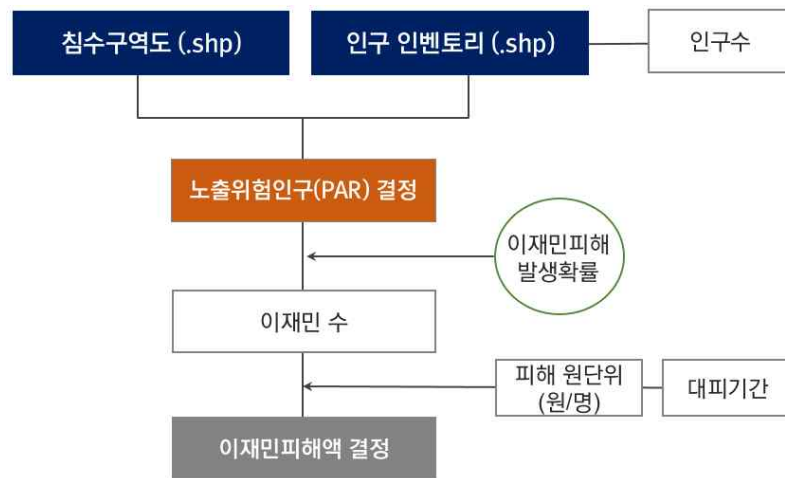 침수구역도 (.shp)
인구 인벤토리 (.shp)
인구수
노출위험인구(PAR) 결정
이재민피해
발생확률
이재민 수
피해 원단위
(원/명)
대피기간
이재민피해액 결정